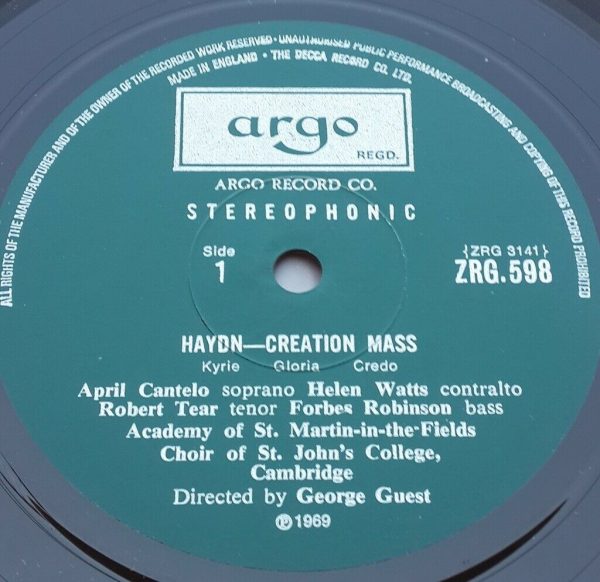 ALL RIGHTS OF THE MANUFACTURER AND OF THE OWNER OF THE RECORDED WORK RESERVED · UNAUTHORISED PUBLIC PERFORMANCE BROADCASTING AND COPYING OF THIS RECORD PROHIBITED
MADE IN ENGLAND · THE DECCA RECORD CO. LTD.
argo
REGD.
ARGO RECORD CO.
STEREOPHONIC
Side {ZRG 3141}
1 ZRG.598
HAYDN—CREATION MASS
Kyrie Gloria Credo
April Cantelo soprano Helen Watts contralto
Robert Tear tenor Forbes Robinson bass
Academy of St. Martin-in-the-Fields
Choir of St. John's College,
Cambridge
Directed by George Guest
℗1969